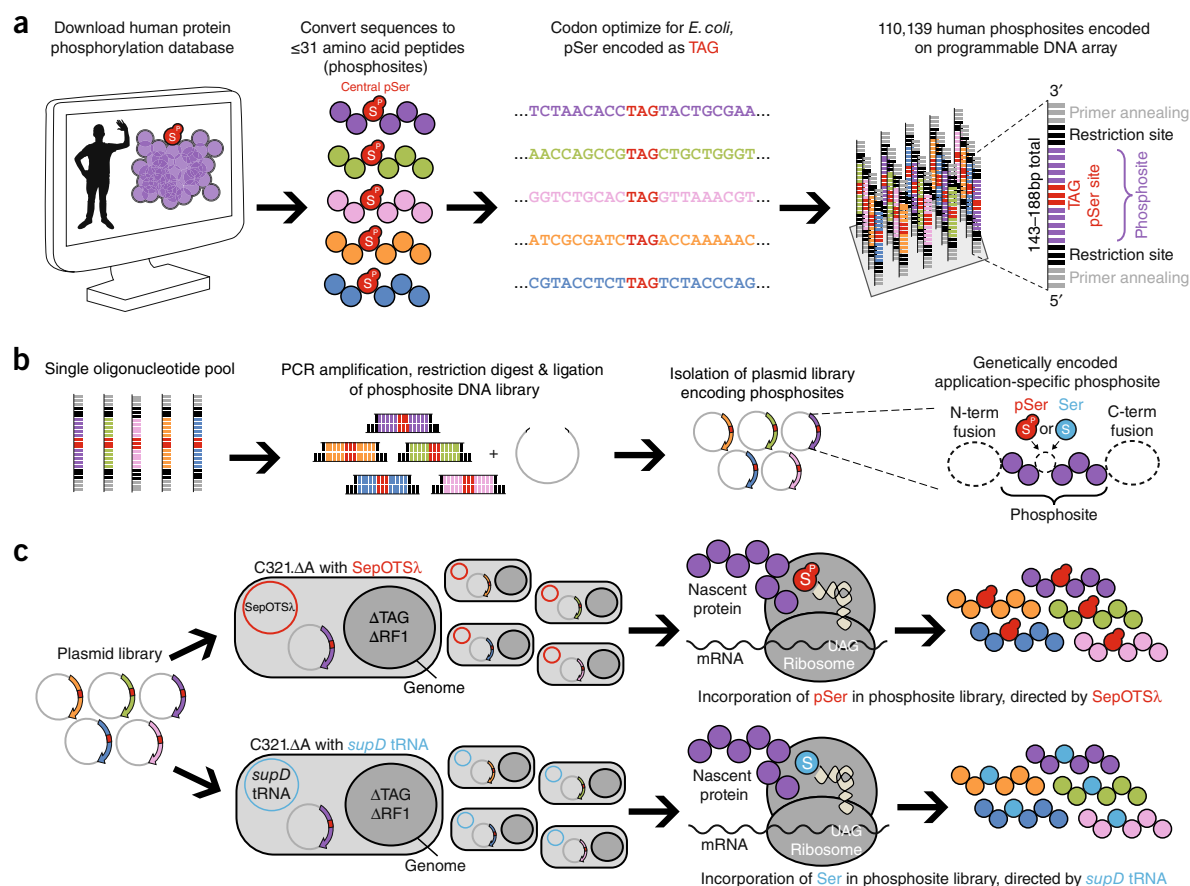 a
Download human protein
phosphorylation database
Convert sequences to
≤31 amino acid peptides
(phosphosites)
Central pSer
S P
S P
S P
S P
S P
Codon optimize for E. coli,
pSer encoded as TAG
...TCTAACACCTAGTACTGCGAA...
...AACCAGCCGTAGCTGCTGGGT...
...GGTCTGCACTAGGTTAAACGT...
...ATCGCGATCTAGACCAAAAAC...
...CGTACCTCTTAGTCTACCCAG...
110,139 human phosphosites encoded
on programmable DNA array
3′
Primer annealing
Restriction site
143–188bp total
TAG
pSer site
Phosphosite
Restriction site
Primer annealing
5′
b
Single oligonucleotide pool
PCR amplification, restriction digest & ligation
of phosphosite DNA library
+
Isolation of plasmid library
encoding phosphosites
Genetically encoded
application-specific phosphosite
N-term
fusion
pSer
Ser
S P or S
C-term
fusion
Phosphosite
c
Plasmid library
C321.ΔA with SepOTSλ
SepOTSλ
ΔTAG
ΔRF1
Genome
Nascent
protein
S P
mRNA
UAG
Ribosome
Incorporation of pSer in phosphosite library, directed by SepOTSλ
C321.ΔA with supD tRNA
supD
tRNA
ΔTAG
ΔRF1
Genome
Nascent
protein
S
mRNA
UAG
Ribosome
Incorporation of Ser in phosphosite library, directed by supD tRNA